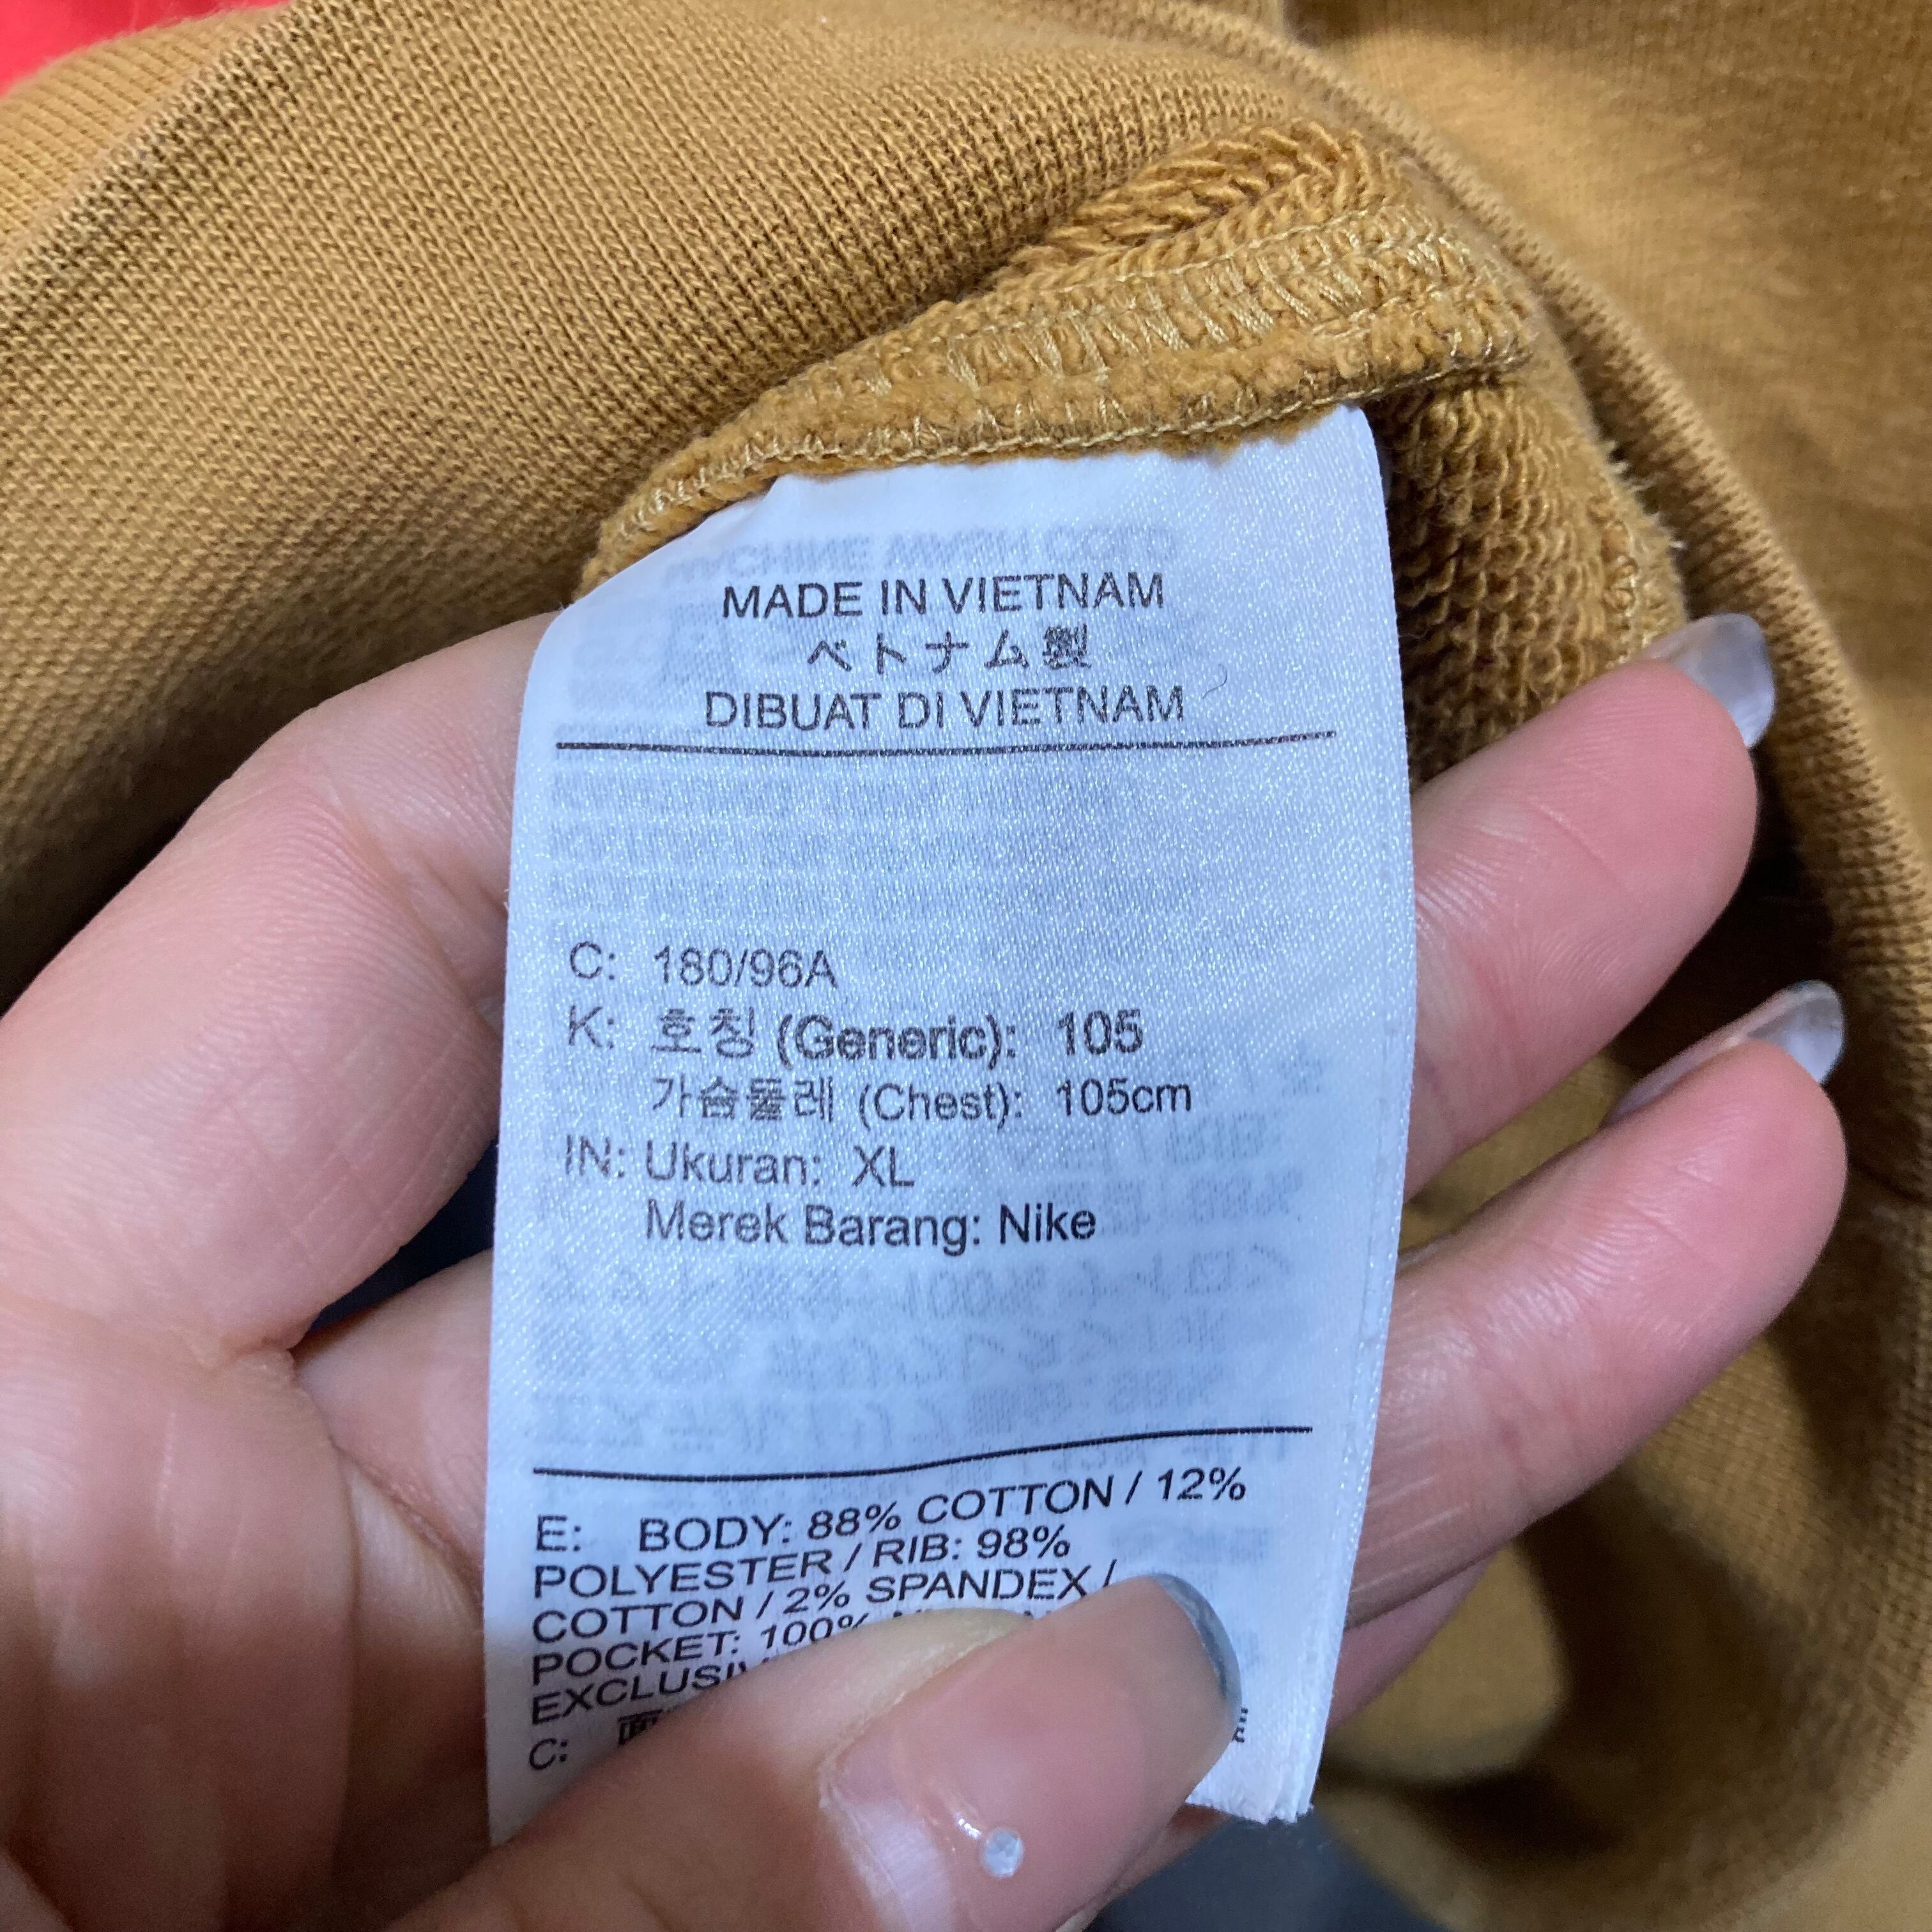 MADE IN VIETNAM
ベトナム製
DIBUAT DI VIETNAM
C: 180/96A
K: 호칭 (Generic): 105
가슴둘레 (Chest): 105cm
IN: Ukuran: XL
Merek Barang: Nike
E: BODY: 88% COTTON / 12%
POLYESTER / RIB: 98%
COTTON / 2% SPANDEX /
POCKET: 100%
C: